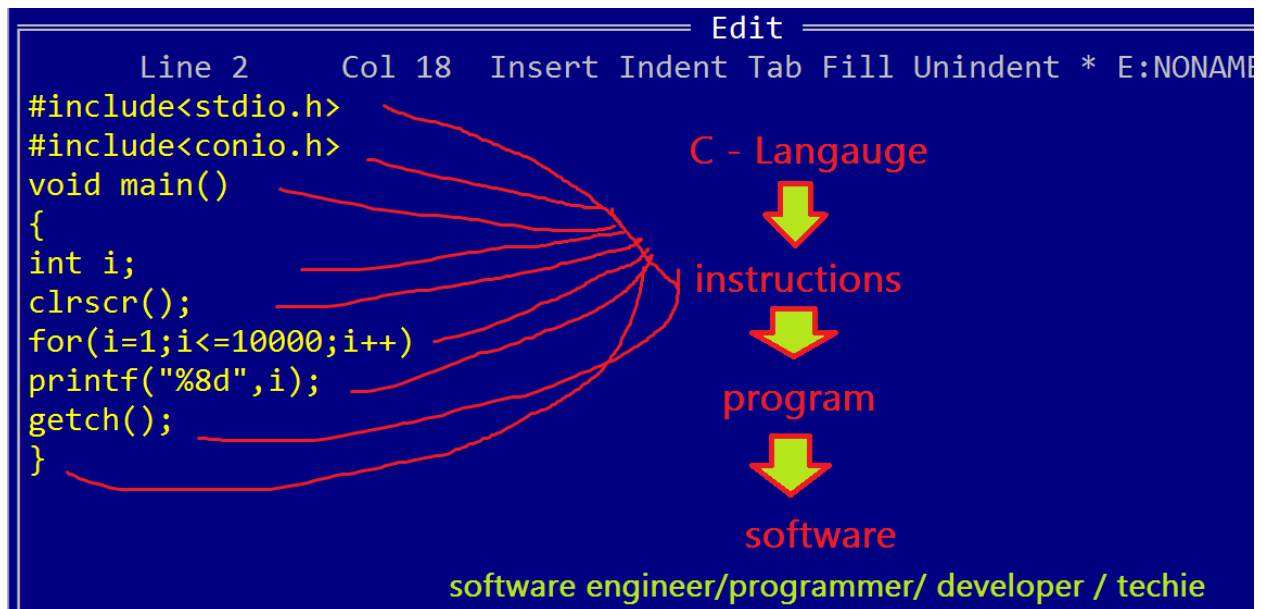 Edit
Line 2 Col 18 Insert Indent Tab Fill Unindent * E:NONAME
#include<stdio.h>
#include<conio.h>
void main()
{
int i;
clrscr();
for(i=1;i<=10000;i++)
printf("%8d",i);
getch();
}
C - Langauge
instructions
program
software
software engineer/programmer/ developer / techie